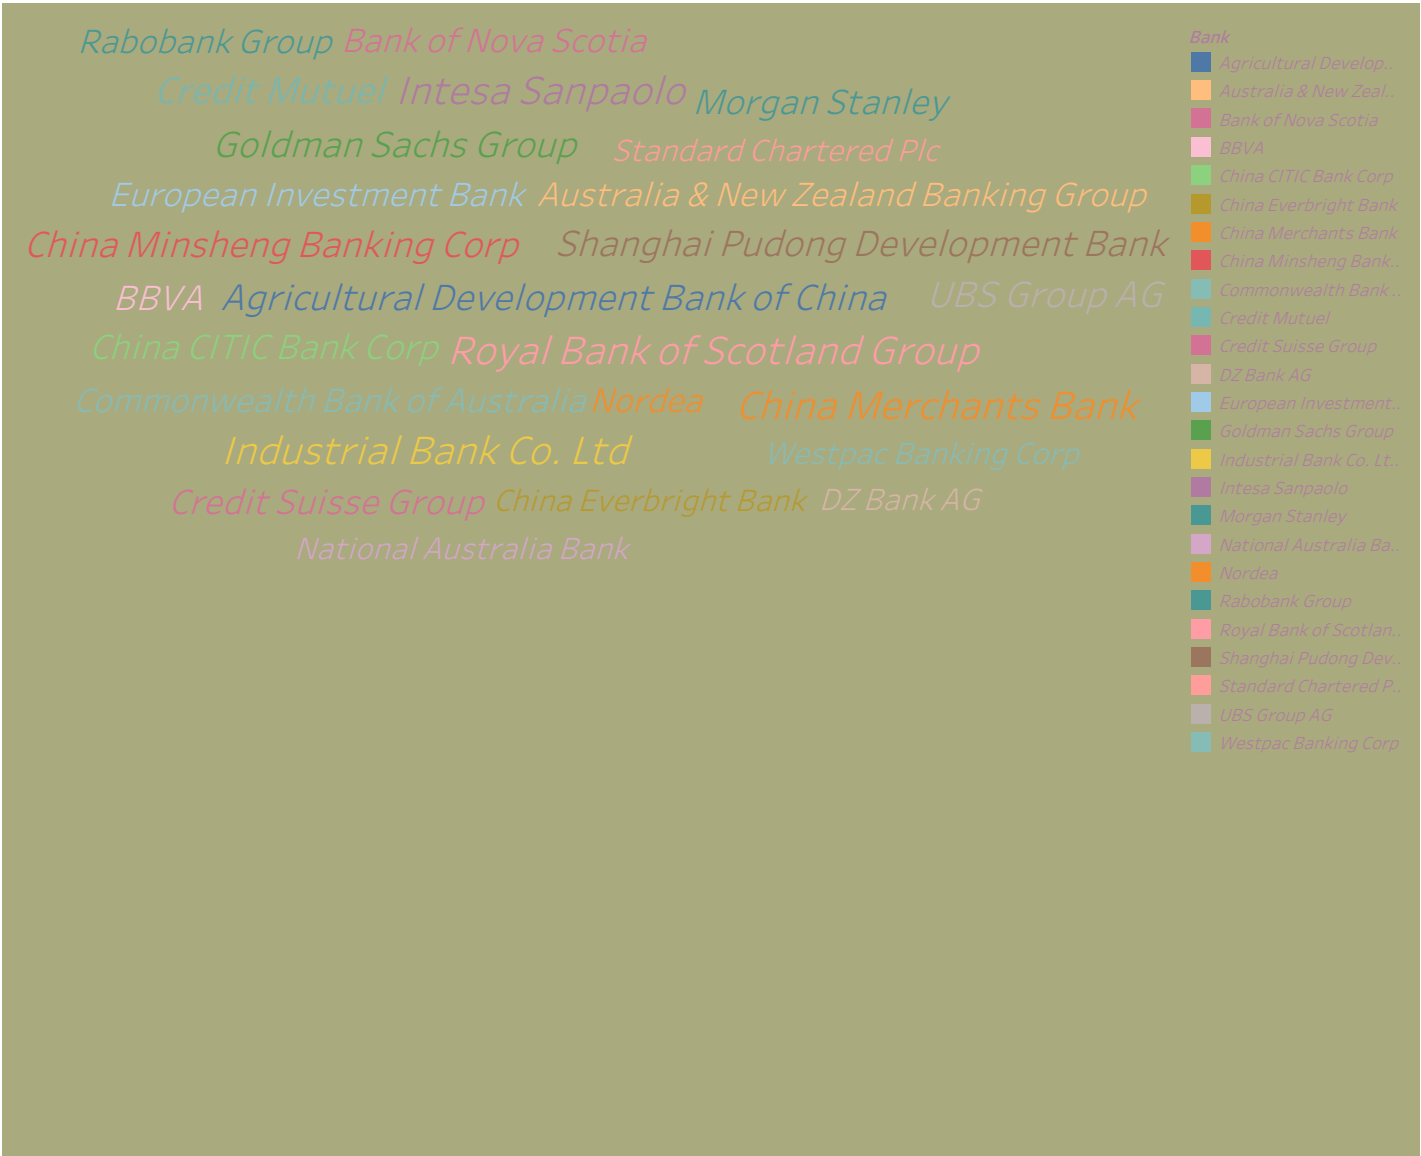 Rabobank Group Bank of Nova Scotia
Credit Mutuel Intesa Sanpaolo Morgan Stanley
Goldman Sachs Group Standard Chartered Plc
European Investment Bank Australia & New Zealand Banking Group
China Minsheng Banking Corp Shanghai Pudong Development Bank
BBVA Agricultural Development Bank of China UBS Group AG
China CITIC Bank Corp Royal Bank of Scotland Group
Commonwealth Bank of Australia Nordea China Merchants Bank
Industrial Bank Co. Ltd Westpac Banking Corp
Credit Suisse Group China Everbright Bank DZ Bank AG
National Australia Bank
Bank
Agricultural Develop..
Australia & New Zeal..
Bank of Nova Scotia
BBVA
China CITIC Bank Corp
China Everbright Bank
China Merchants Bank
China Minsheng Bank..
Commonwealth Bank ..
Credit Mutuel
Credit Suisse Group
DZ Bank AG
European Investment..
Goldman Sachs Group
Industrial Bank Co. Lt..
Intesa Sanpaolo
Morgan Stanley
National Australia Ba..
Nordea
Rabobank Group
Royal Bank of Scotlan..
Shanghai Pudong Dev..
Standard Chartered P..
UBS Group AG
Westpac Banking Corp